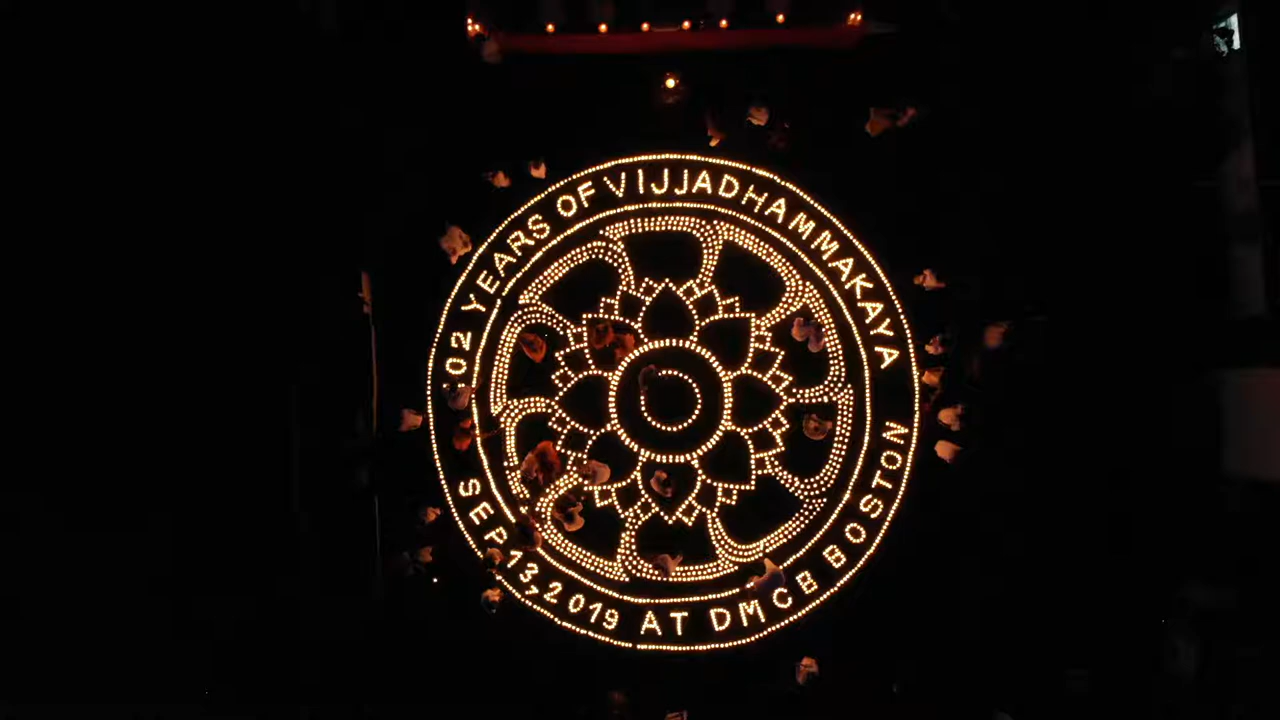 102 YEARS OF VIJJADHAMMAKAYA
SEP 13,2019 AT DMCB BOSTON